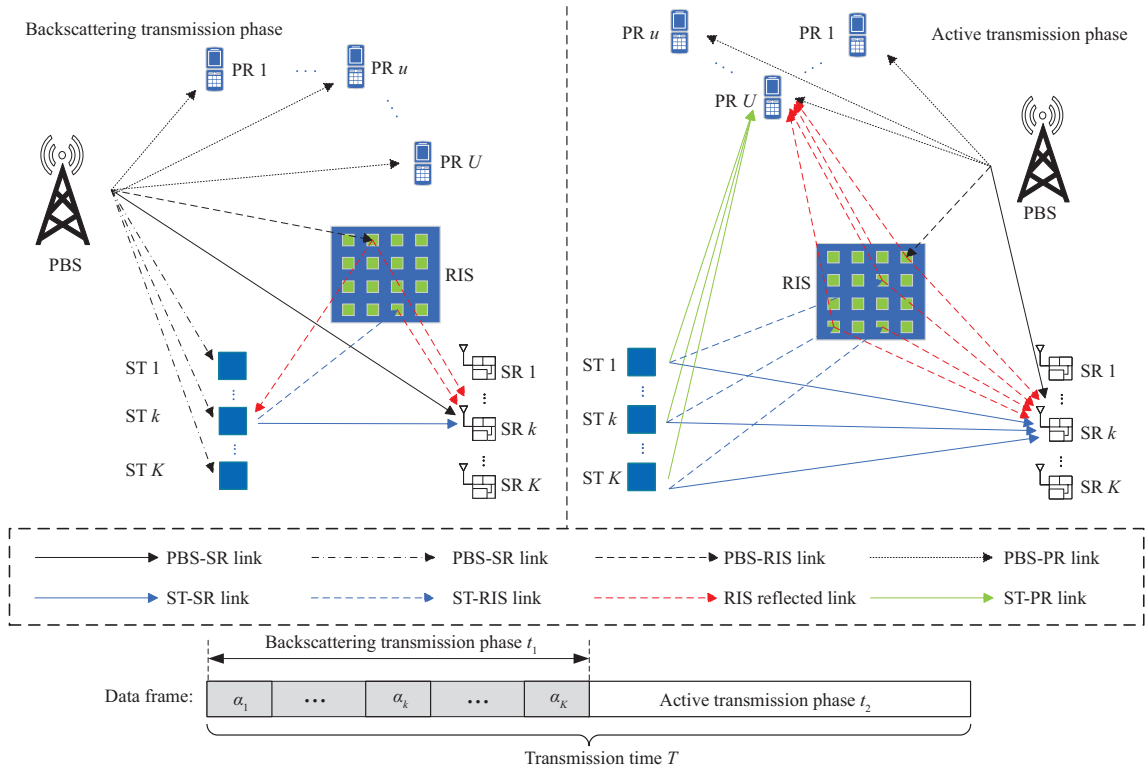 Backscattering transmission phase
PR 1
PR u
PR U
PBS
RIS
ST 1
ST k
ST K
SR 1
SR k
SR K
Active transmission phase
PR u
PR 1
PR U
PBS
RIS
ST 1
ST k
ST K
SR 1
SR k
SR K
PBS-SR link
PBS-SR link
PBS-RIS link
PBS-PR link
ST-SR link
ST-RIS link
RIS reflected link
ST-PR link
Backscattering transmission phase t₁
Data frame: α₁ ••• αₖ ••• α_K Active transmission phase t₂
Transmission time T